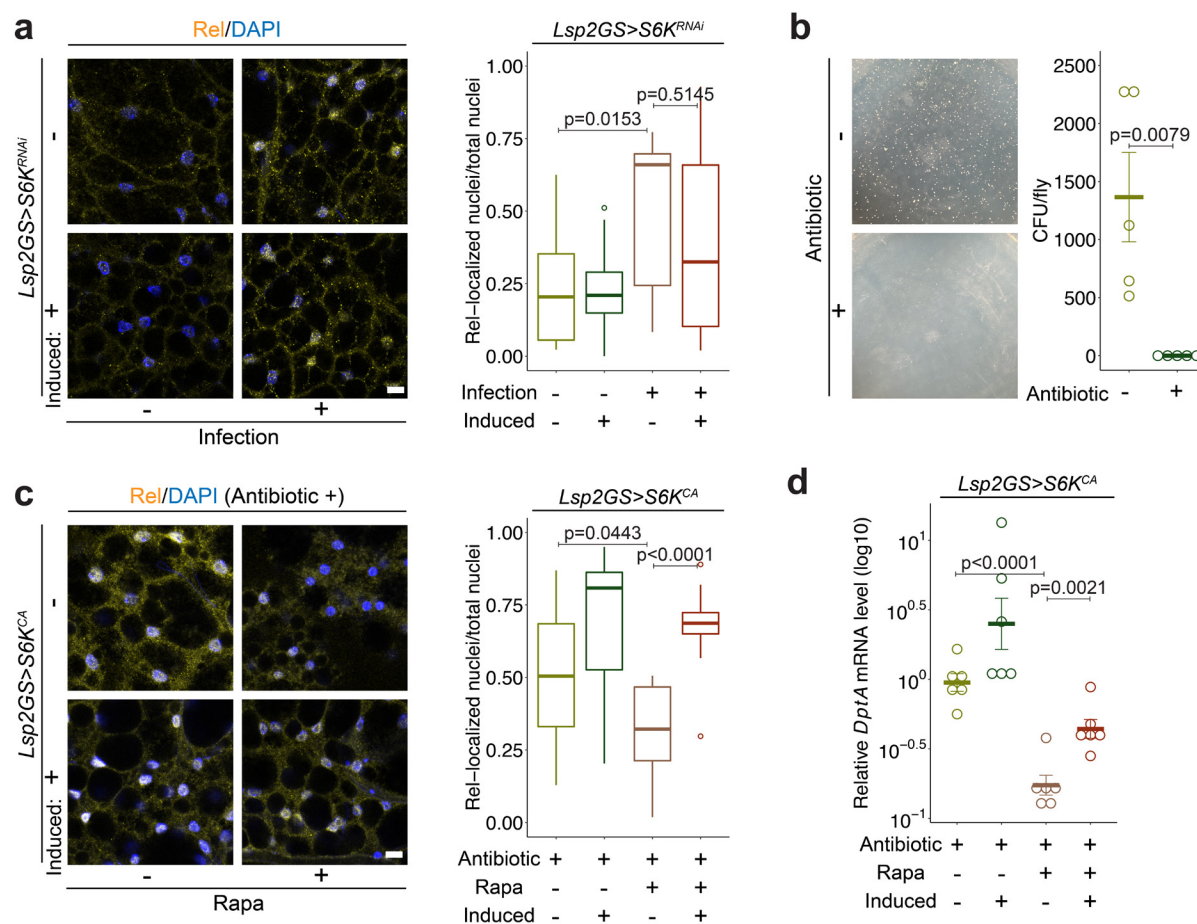 a
Rel/DAPI
Lsp2GS>S6K^RNAi
Induced: + -
- +
Infection
Lsp2GS>S6K^RNAi
Rel-localized nuclei/total nuclei
1.00
0.75
0.50
0.25
0.00
p=0.0153
p=0.5145
Infection - - + +
Induced - + - +
b
Antibiotic
-
+
CFU/fly
2500
2000
1500
1000
500
0
p=0.0079
Antibiotic - +
c
Rel/DAPI (Antibiotic +)
Lsp2GS>S6K^CA
Induced: + -
- +
Rapa
Lsp2GS>S6K^CA
Rel-localized nuclei/total nuclei
1.00
0.75
0.50
0.25
0.00
p=0.0443
p<0.0001
Antibiotic + + + +
Rapa - - + +
Induced - + - +
d
Lsp2GS>S6K^CA
Relative DptA mRNA level (log10)
10^1
10^0.5
10^0
10^-0.5
10^-1
p<0.0001
p=0.0021
Antibiotic + + + +
Rapa - - + +
Induced - + - +